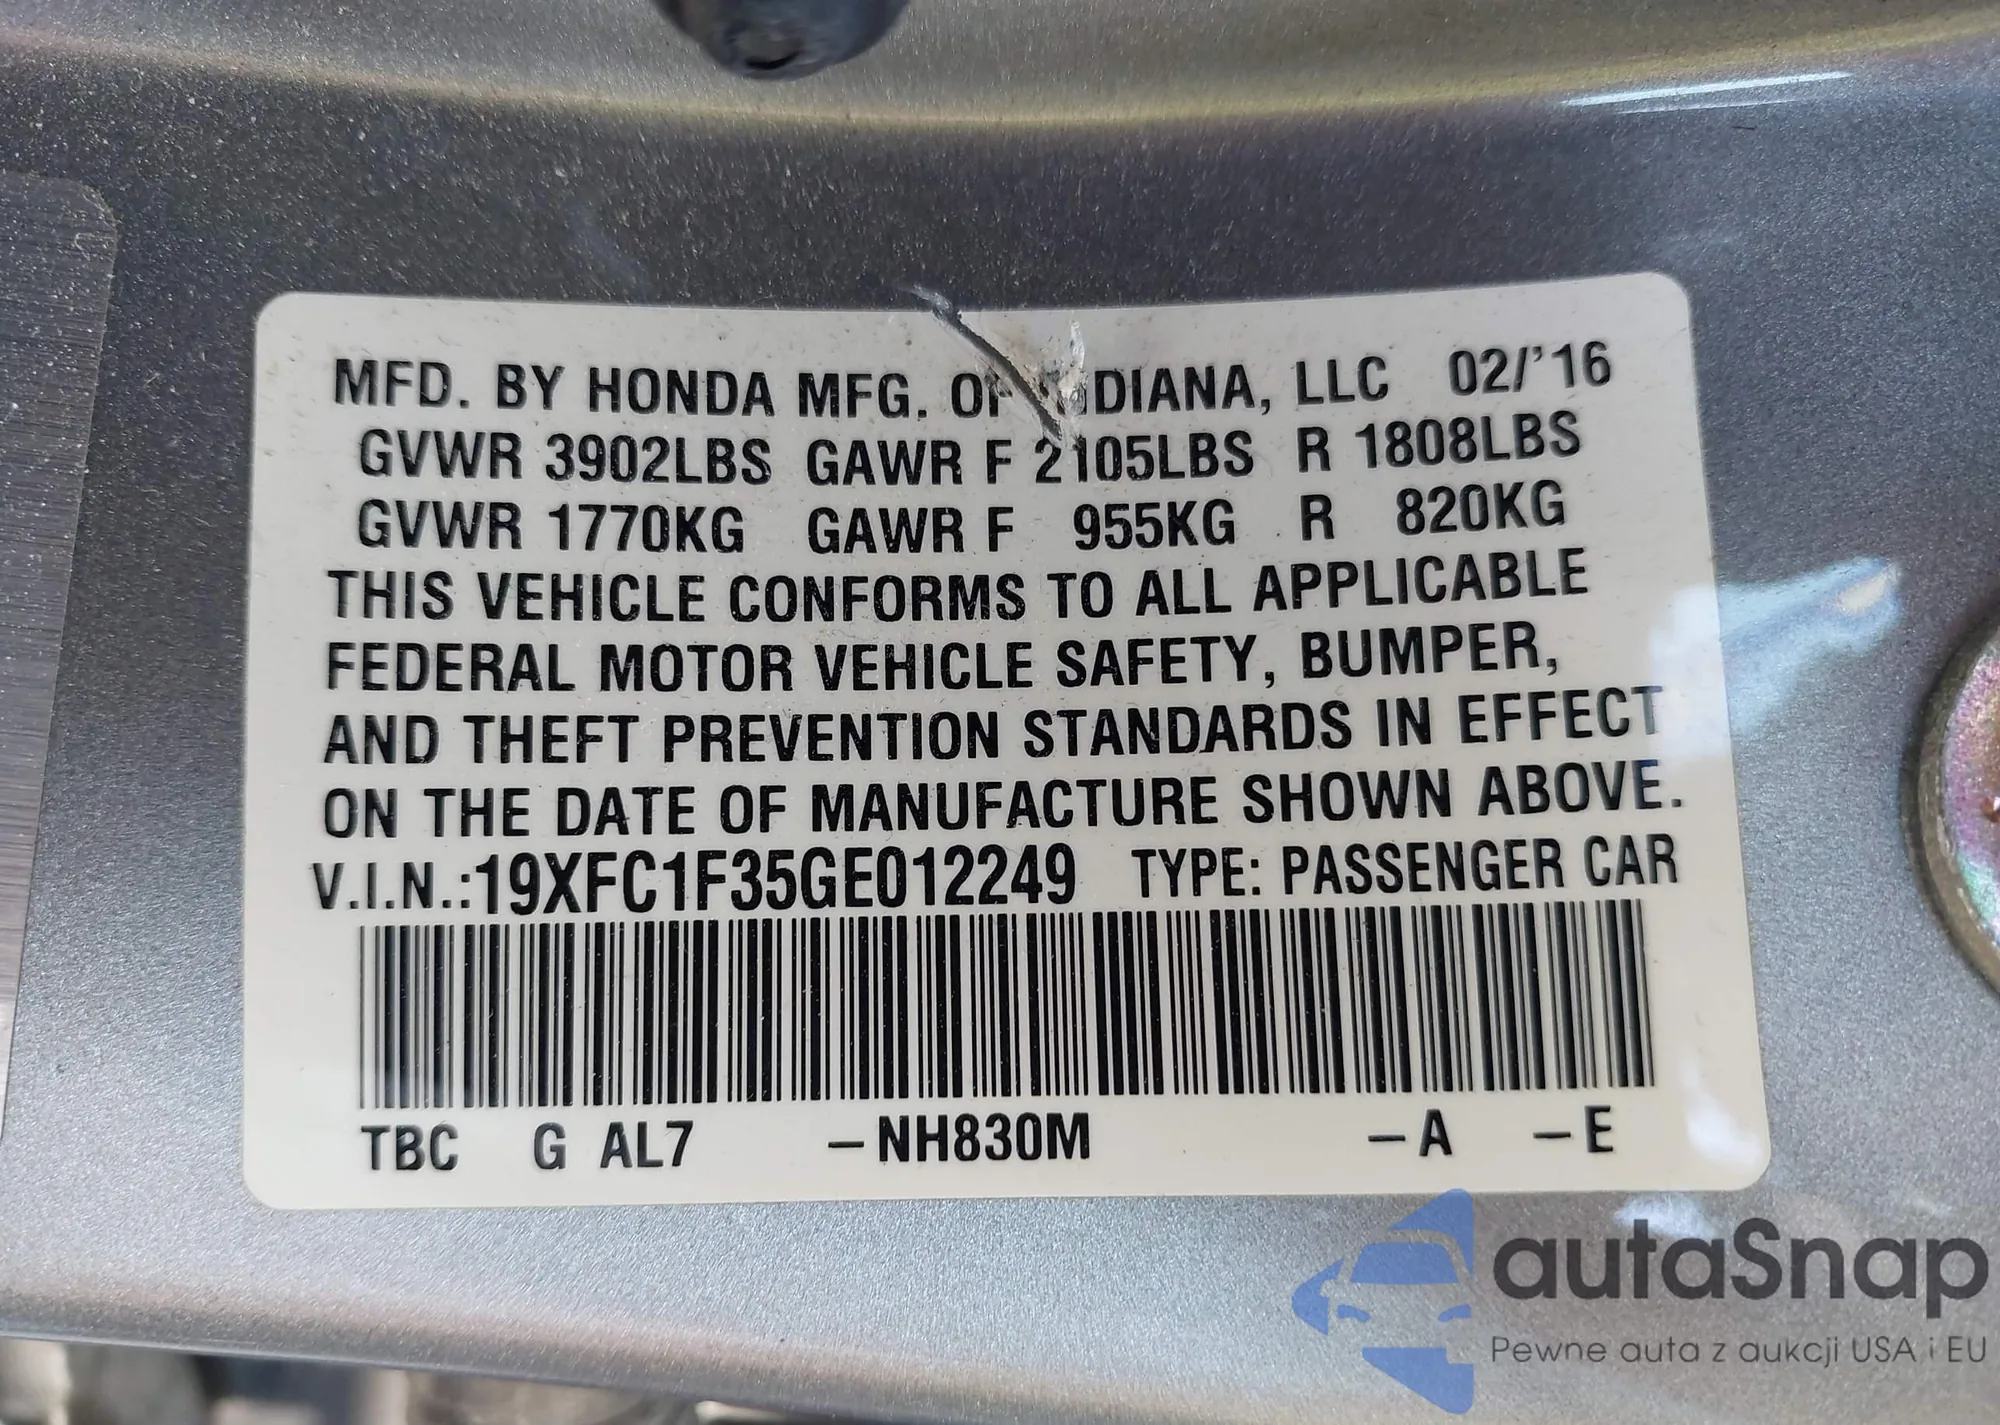 MFD. BY HONDA MFG. OF INDIANA, LLC 02/'16
GVWR 3902LBS GAWR F 2105LBS R 1808LBS
GVWR 1770KG GAWR F 955KG R 820KG
THIS VEHICLE CONFORMS TO ALL APPLICABLE
FEDERAL MOTOR VEHICLE SAFETY, BUMPER,
AND THEFT PREVENTION STANDARDS IN EFFECT
ON THE DATE OF MANUFACTURE SHOWN ABOVE.
V.I.N.:19XFC1F35GE012249 TYPE: PASSENGER CAR
TBC G AL7 –NH830M –A –E
autaSnap
Pewne auta z aukcji USA i EU